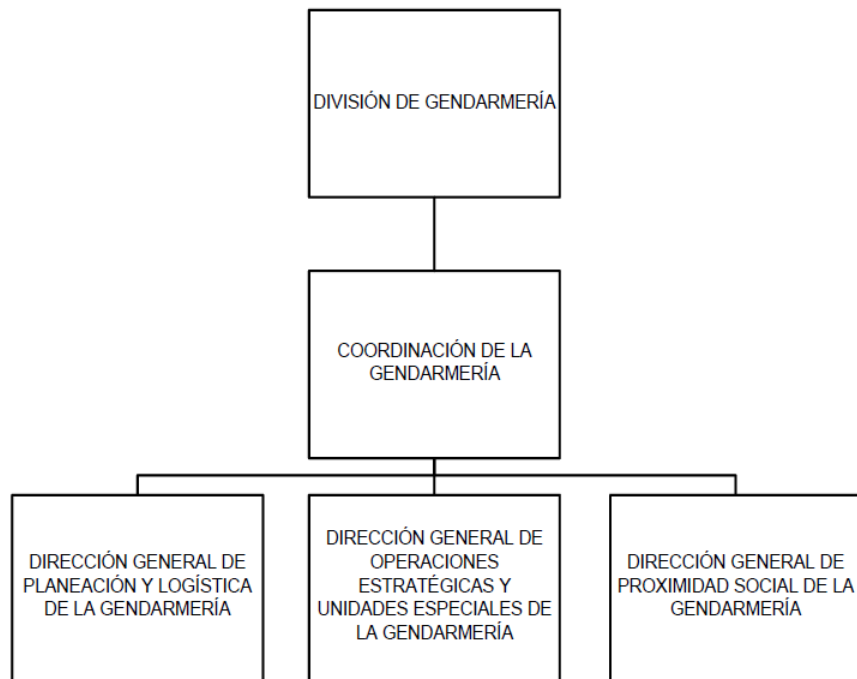 DIVISIÓN DE GENDARMERÍA
COORDINACIÓN DE LA
GENDARMERÍA
DIRECCIÓN GENERAL DE
PLANEACIÓN Y LOGÍSTICA
DE LA GENDARMERÍA
DIRECCIÓN GENERAL DE
OPERACIONES
ESTRATÉGICAS Y
UNIDADES ESPECIALES DE
LA GENDARMERÍA
DIRECCIÓN GENERAL DE
PROXIMIDAD SOCIAL DE LA
GENDARMERÍA